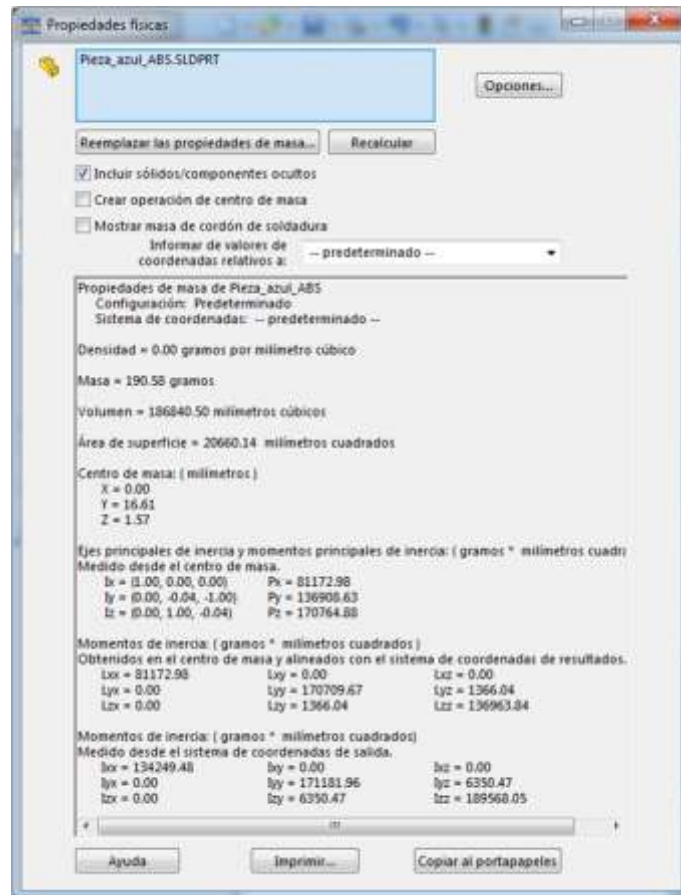 Propiedades físicas
Pieza_azul_ABS.SLDPRT
Opciones...
Reemplazar las propiedades de masa...
Recalcular
Incluir sólidos/componentes ocultos
Crear operación de centro de masa
Mostrar masa de cordón de soldadura
Informar de valores de
coordenadas relativos a:
-- predeterminado --
Propiedades de masa de Pieza_azul_ABS
Configuración: Predeterminado
Sistema de coordenadas: -- predeterminado --
Densidad = 0.00 gramos por milímetro cúbico
Masa = 190.58 gramos
Volumen = 186840.50 milímetros cúbicos
Área de superficie = 20660.14 milímetros cuadrados
Centro de masa: ( milímetros )
X = 0.00
Y = 16.61
Z = 1.57
Ejes principales de inercia y momentos principales de inercia: ( gramos * milímetros cuadra
Medido desde el centro de masa.
Ix = (1.00, 0.00, 0.00) Px = 81172.98
Iy = (0.00, -0.04, -1.00) Py = 136908.63
Iz = (0.00, 1.00, -0.04) Pz = 170764.88
Momentos de inercia: ( gramos * milímetros cuadrados )
Obtenidos en el centro de masa y alineados con el sistema de coordenadas de resultados.
Lxx = 81172.98 Lxy = 0.00 Lxz = 0.00
Lyx = 0.00 Lyy = 170709.67 Lyz = 1366.04
Lzx = 0.00 Lzy = 1366.04 Lzz = 136963.84
Momentos de inercia: ( gramos * milímetros cuadrados)
Medido desde el sistema de coordenadas de salida.
Ixx = 134249.48 Ixy = 0.00 Ixz = 0.00
Iyx = 0.00 Iyy = 171181.96 Iyz = 6350.47
Izx = 0.00 Izy = 6350.47 Izz = 189568.05
Ayuda
Imprimir...
Copiar al portapapeles